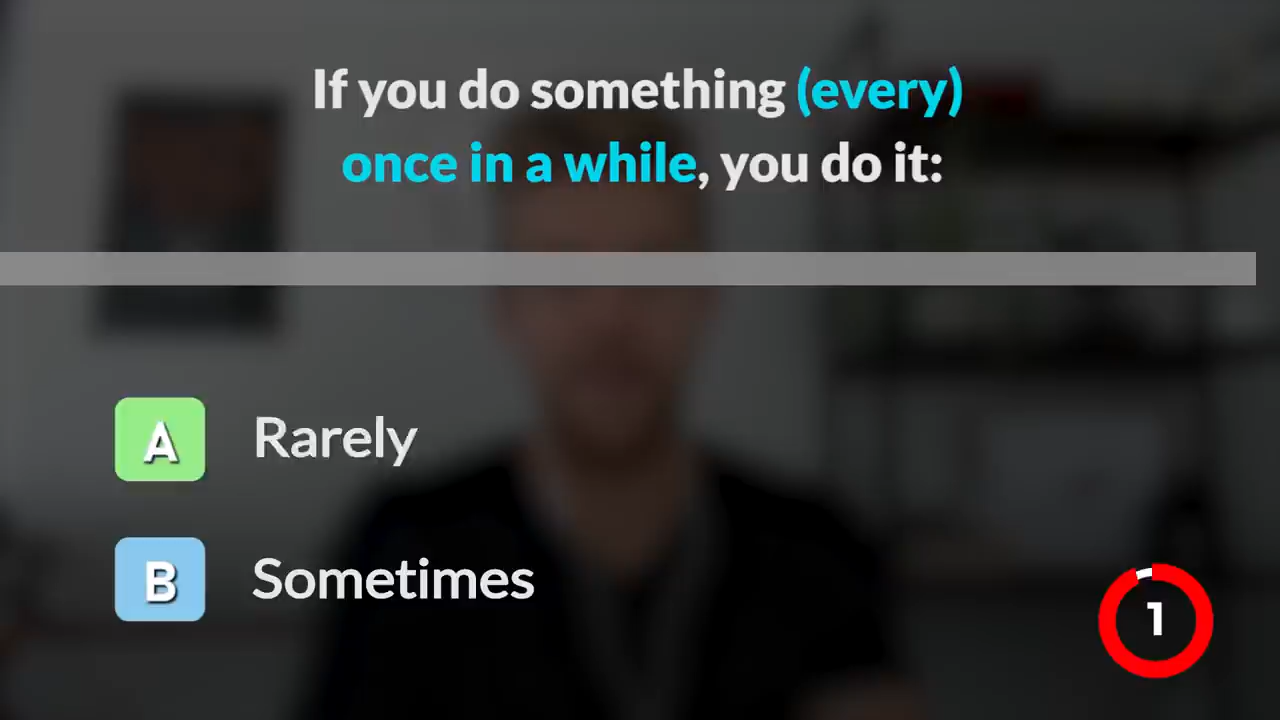 If you do something (every)
once in a while, you do it:
A Rarely
B Sometimes
1